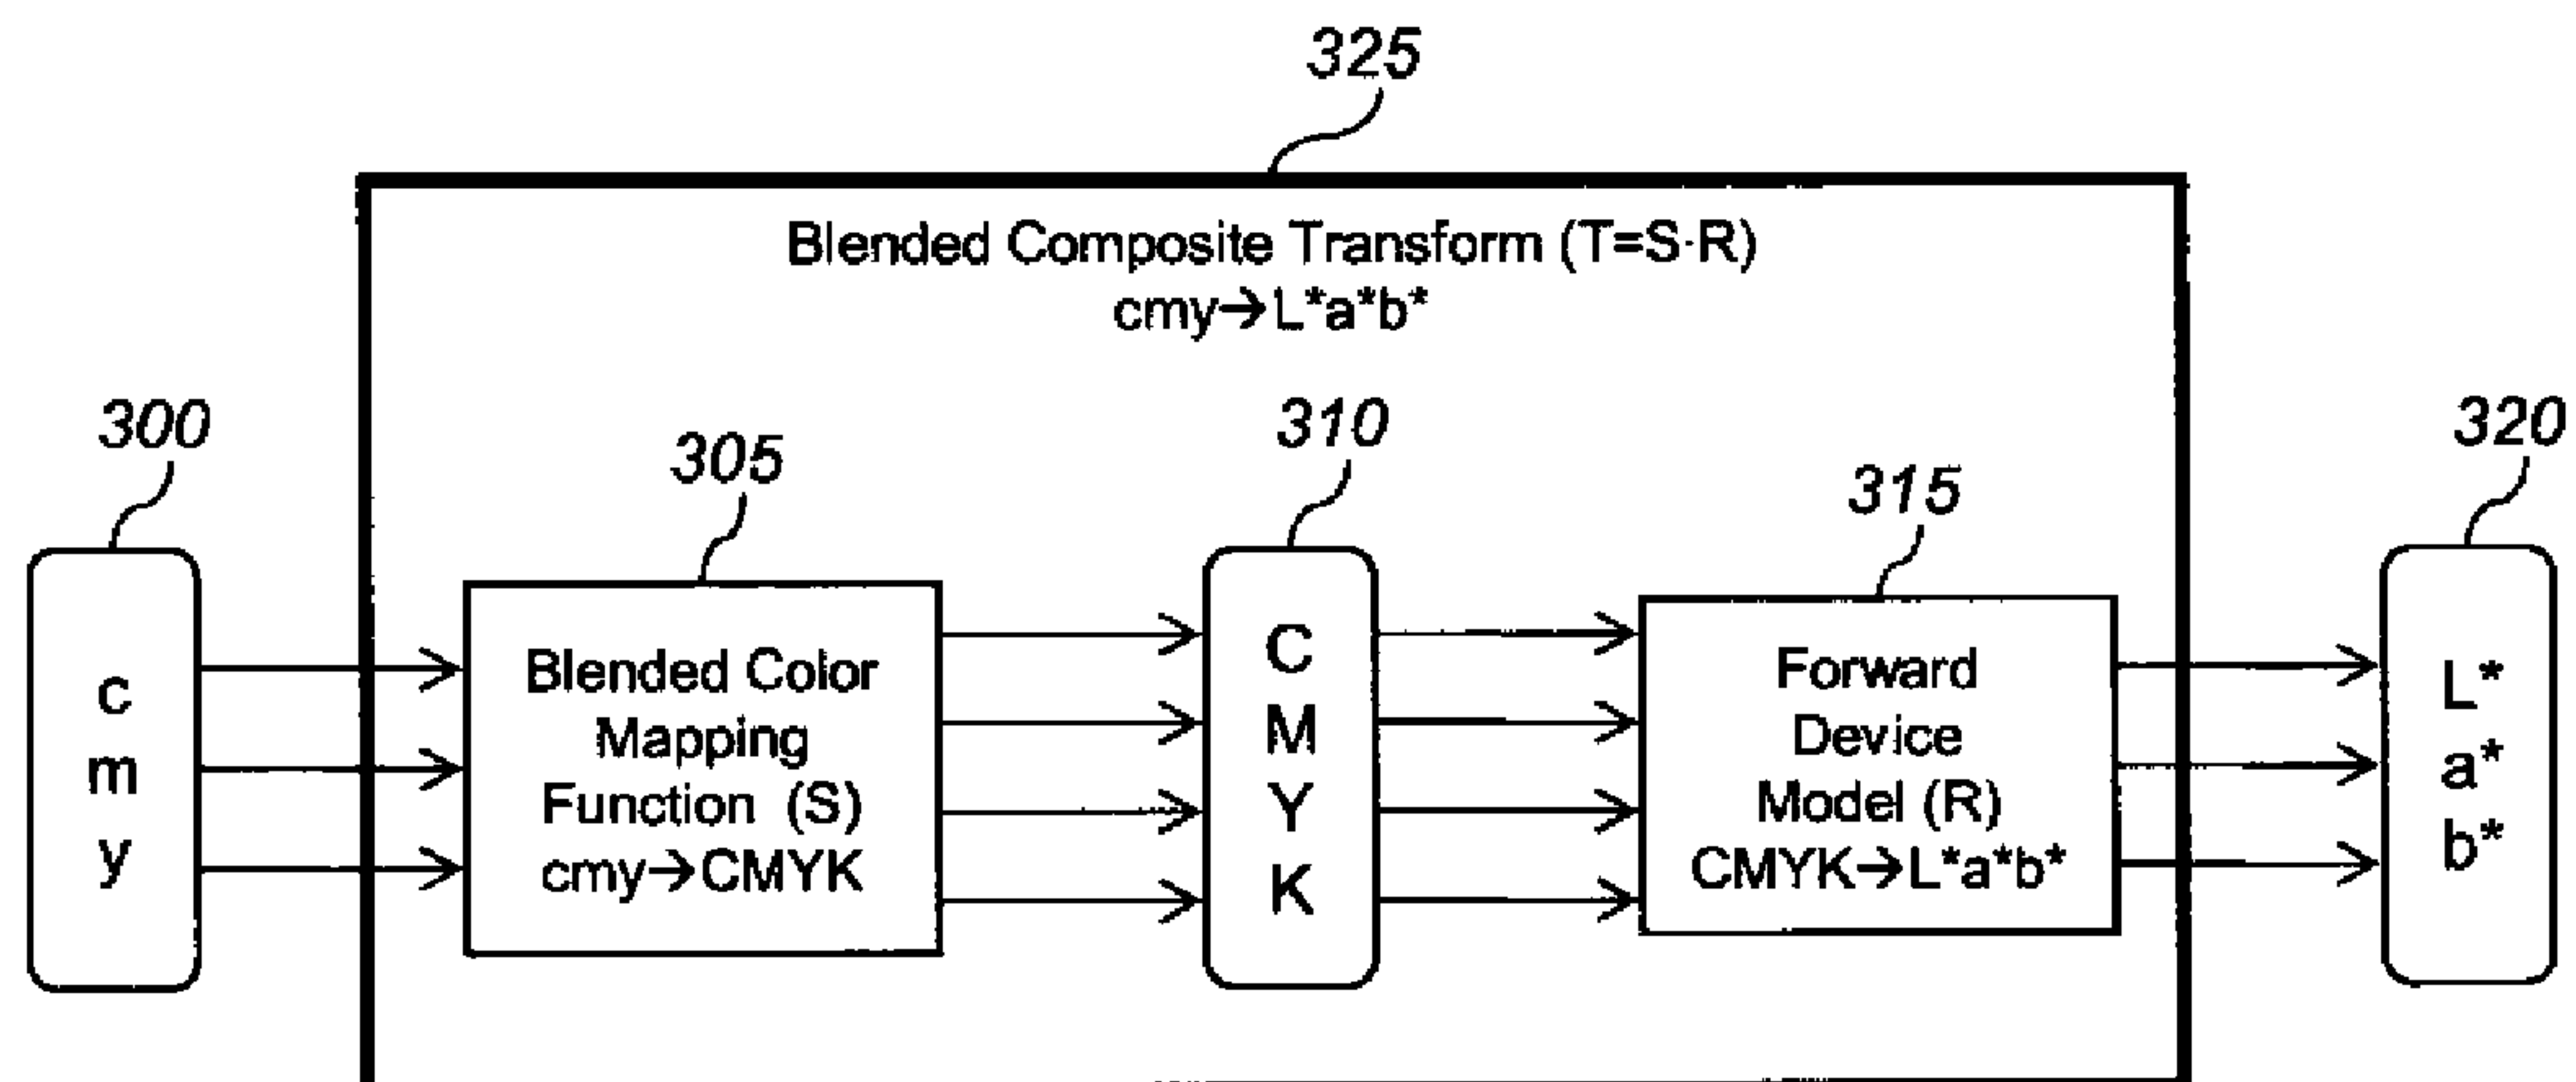 325
Blended Composite Transform (T=S·R)
cmy→L*a*b*
300
305
310
315
320
c
m
y
Blended Color
Mapping
Function (S)
cmy→CMYK
C
M
Y
K
Forward
Device
Model (R)
CMYK→L*a*b*
L*
a*
b*